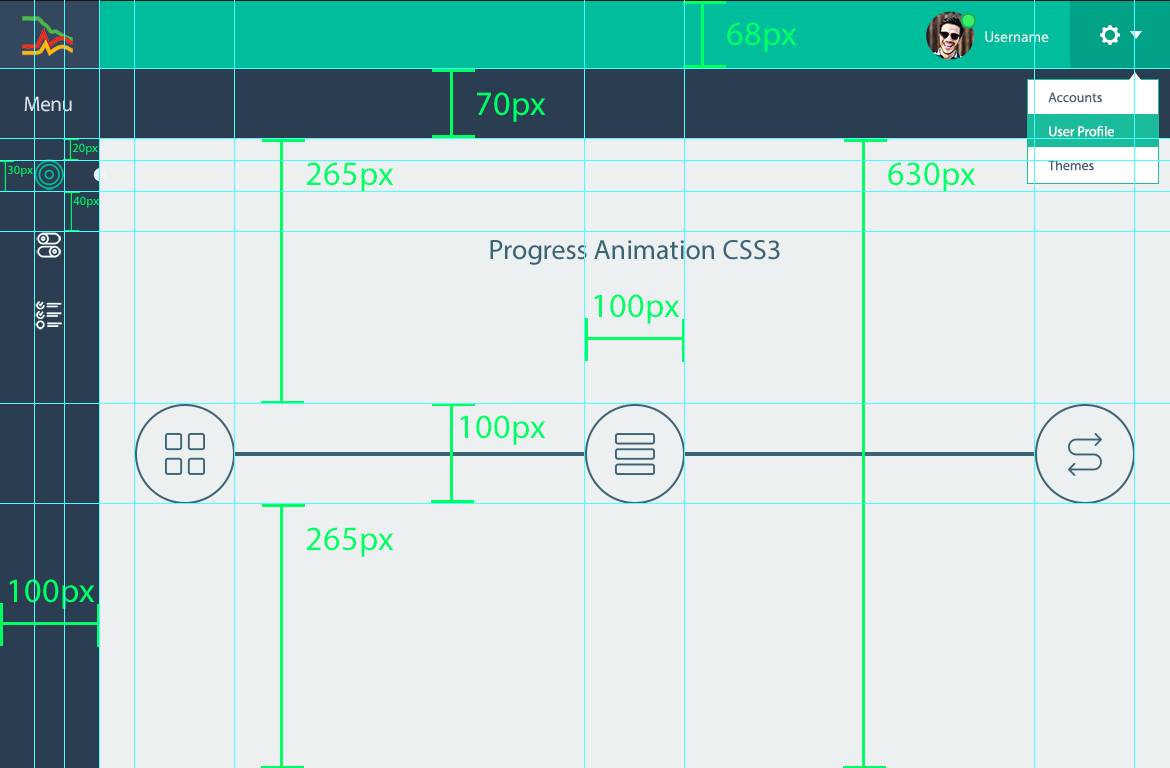 68px
Username
Menu
70px
Accounts
User Profile
Themes
20px
30px
40px
265px
630px
Progress Animation CSS3
100px
100px
265px
100px